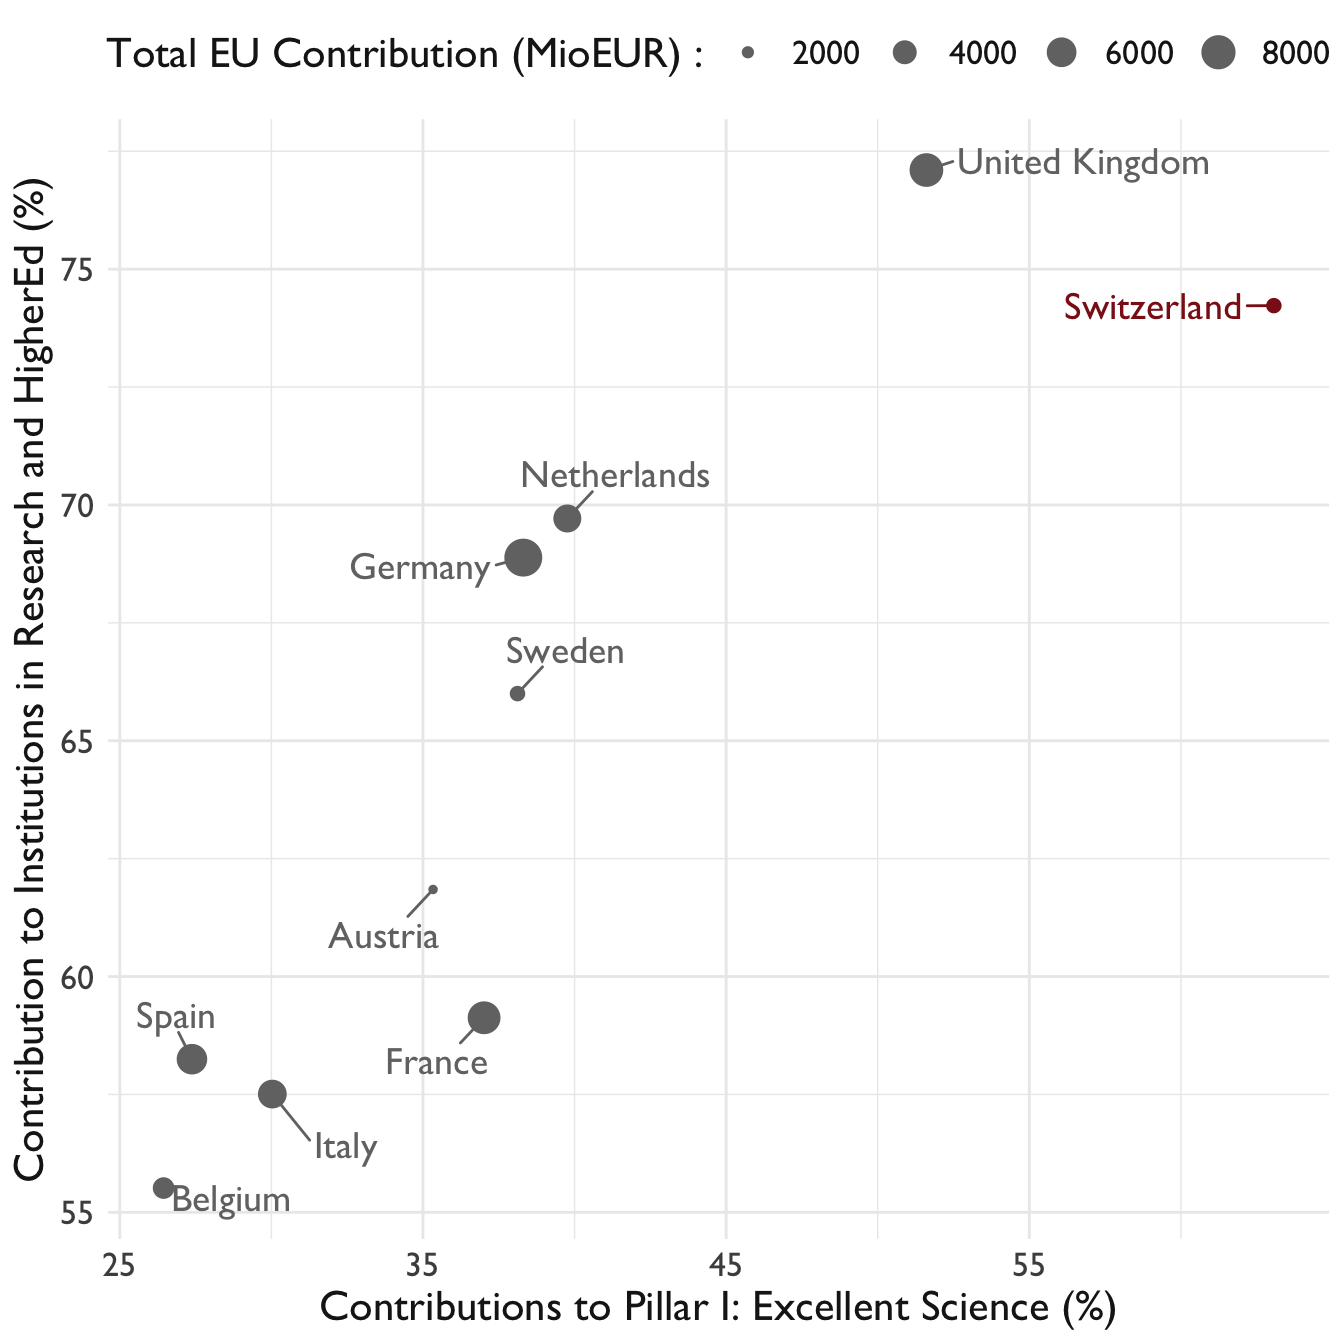 Total EU Contribution (MioEUR) : 2000 4000 6000 8000
United Kingdom
75
Switzerland
Netherlands
70
Germany
Sweden
65
Austria
60
Spain
France
Italy
Belgium
55
25 35 45 55
Contributions to Pillar I: Excellent Science (%)
Contribution to Institutions in Research and HigherEd (%)